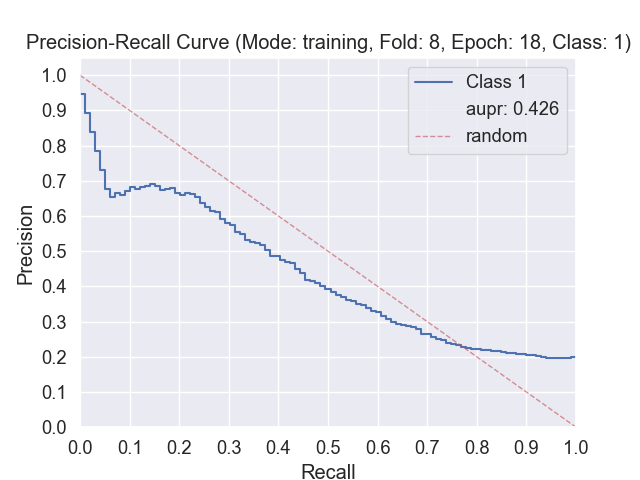 Precision-Recall Curve (Mode: training, Fold: 8, Epoch: 18, Class: 1)
1.0
0.9
0.8
0.7
0.6
0.5
0.4
0.3
0.2
0.1
0.0
Precision
Class 1
aupr: 0.426
random
0.0 0.1 0.2 0.3 0.4 0.5 0.6 0.7 0.8 0.9 1.0
Recall